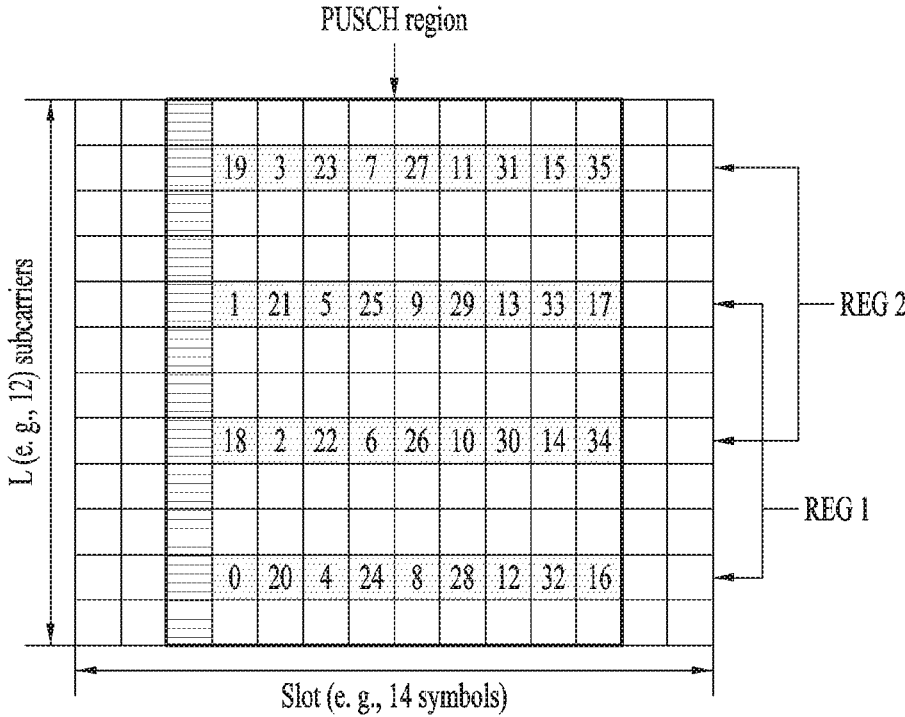 PUSCH region
19 3 23 7 27 11 31 15 35
1 21 5 25 9 29 13 33 17
REG 2
L (e. g., 12) subcarriers
18 2 22 6 26 10 30 14 34
REG 1
0 20 4 24 8 28 12 32 16
Slot (e. g., 14 symbols)